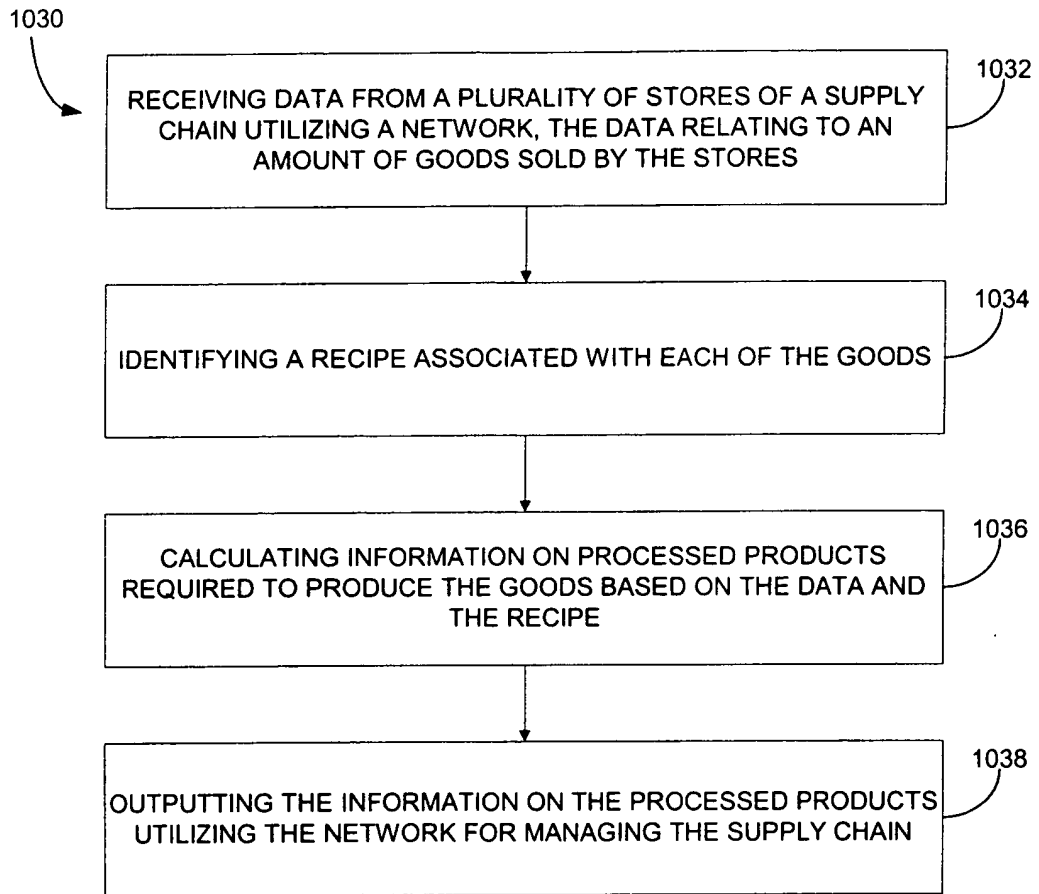 1030
1032
RECEIVING DATA FROM A PLURALITY OF STORES OF A SUPPLY
CHAIN UTILIZING A NETWORK, THE DATA RELATING TO AN
AMOUNT OF GOODS SOLD BY THE STORES
1034
IDENTIFYING A RECIPE ASSOCIATED WITH EACH OF THE GOODS
1036
CALCULATING INFORMATION ON PROCESSED PRODUCTS
REQUIRED TO PRODUCE THE GOODS BASED ON THE DATA AND
THE RECIPE
1038
OUTPUTTING THE INFORMATION ON THE PROCESSED PRODUCTS
UTILIZING THE NETWORK FOR MANAGING THE SUPPLY CHAIN